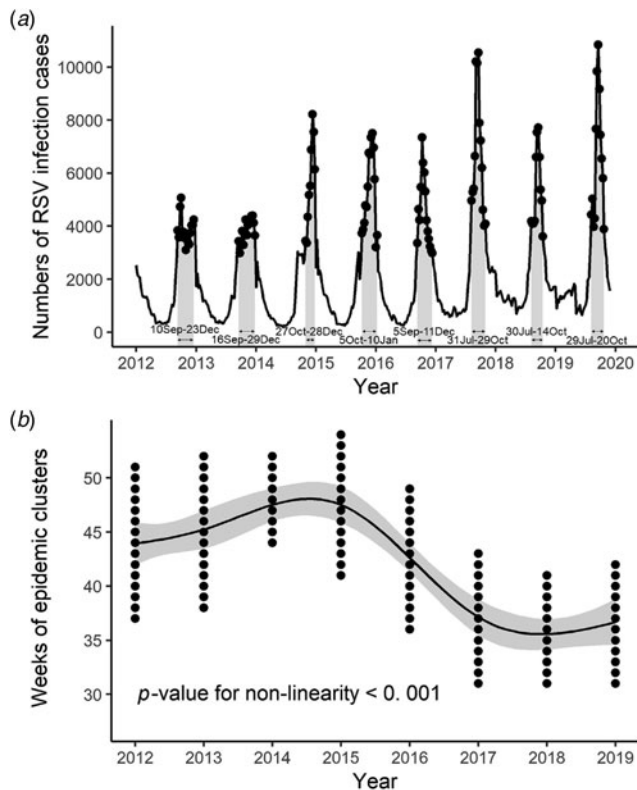 (a)
Numbers of RSV infection cases
10000
8000
6000
4000
2000
0
10Sep-23Dec
16Sep-29Dec
27Oct-28Dec
5Oct-10Jan
5Sep-11Dec
31Jul-29Oct
30Jul-14Oct
29Jul-20Oct
2012 2013 2014 2015 2016 2017 2018 2019 2020
Year
(b)
Weeks of epidemic clusters
50
45
40
35
30
p-value for non-linearity < 0. 001
2012 2013 2014 2015 2016 2017 2018 2019
Year